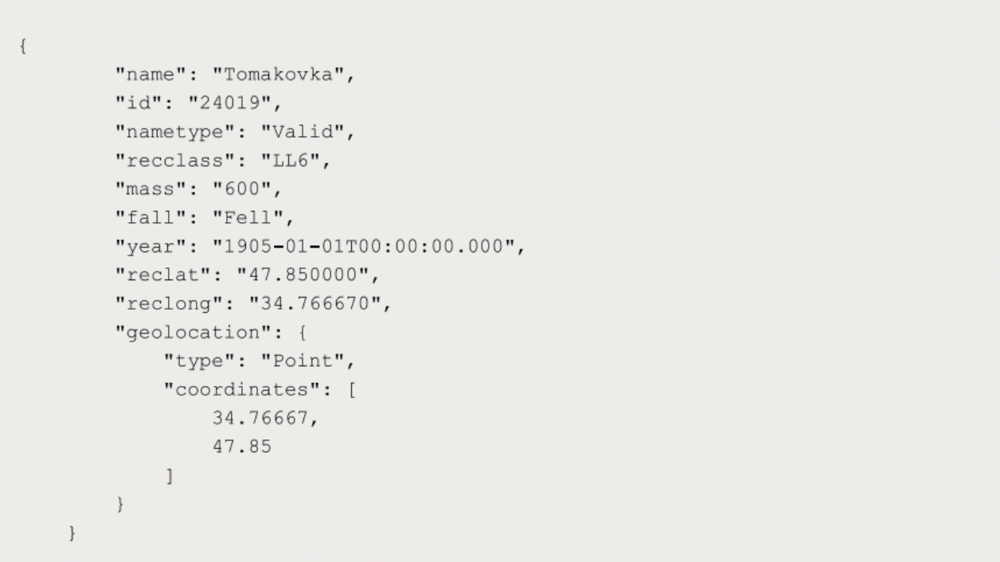 {
"name": "Tomakovka",
"id": "24019",
"nametype": "Valid",
"recclass": "LL6",
"mass": "600",
"fall": "Fell",
"year": "1905-01-01T00:00:00.000",
"reclat": "47.850000",
"reclong": "34.766670",
"geolocation": {
"type": "Point",
"coordinates": [
34.76667,
47.85
]
}
}